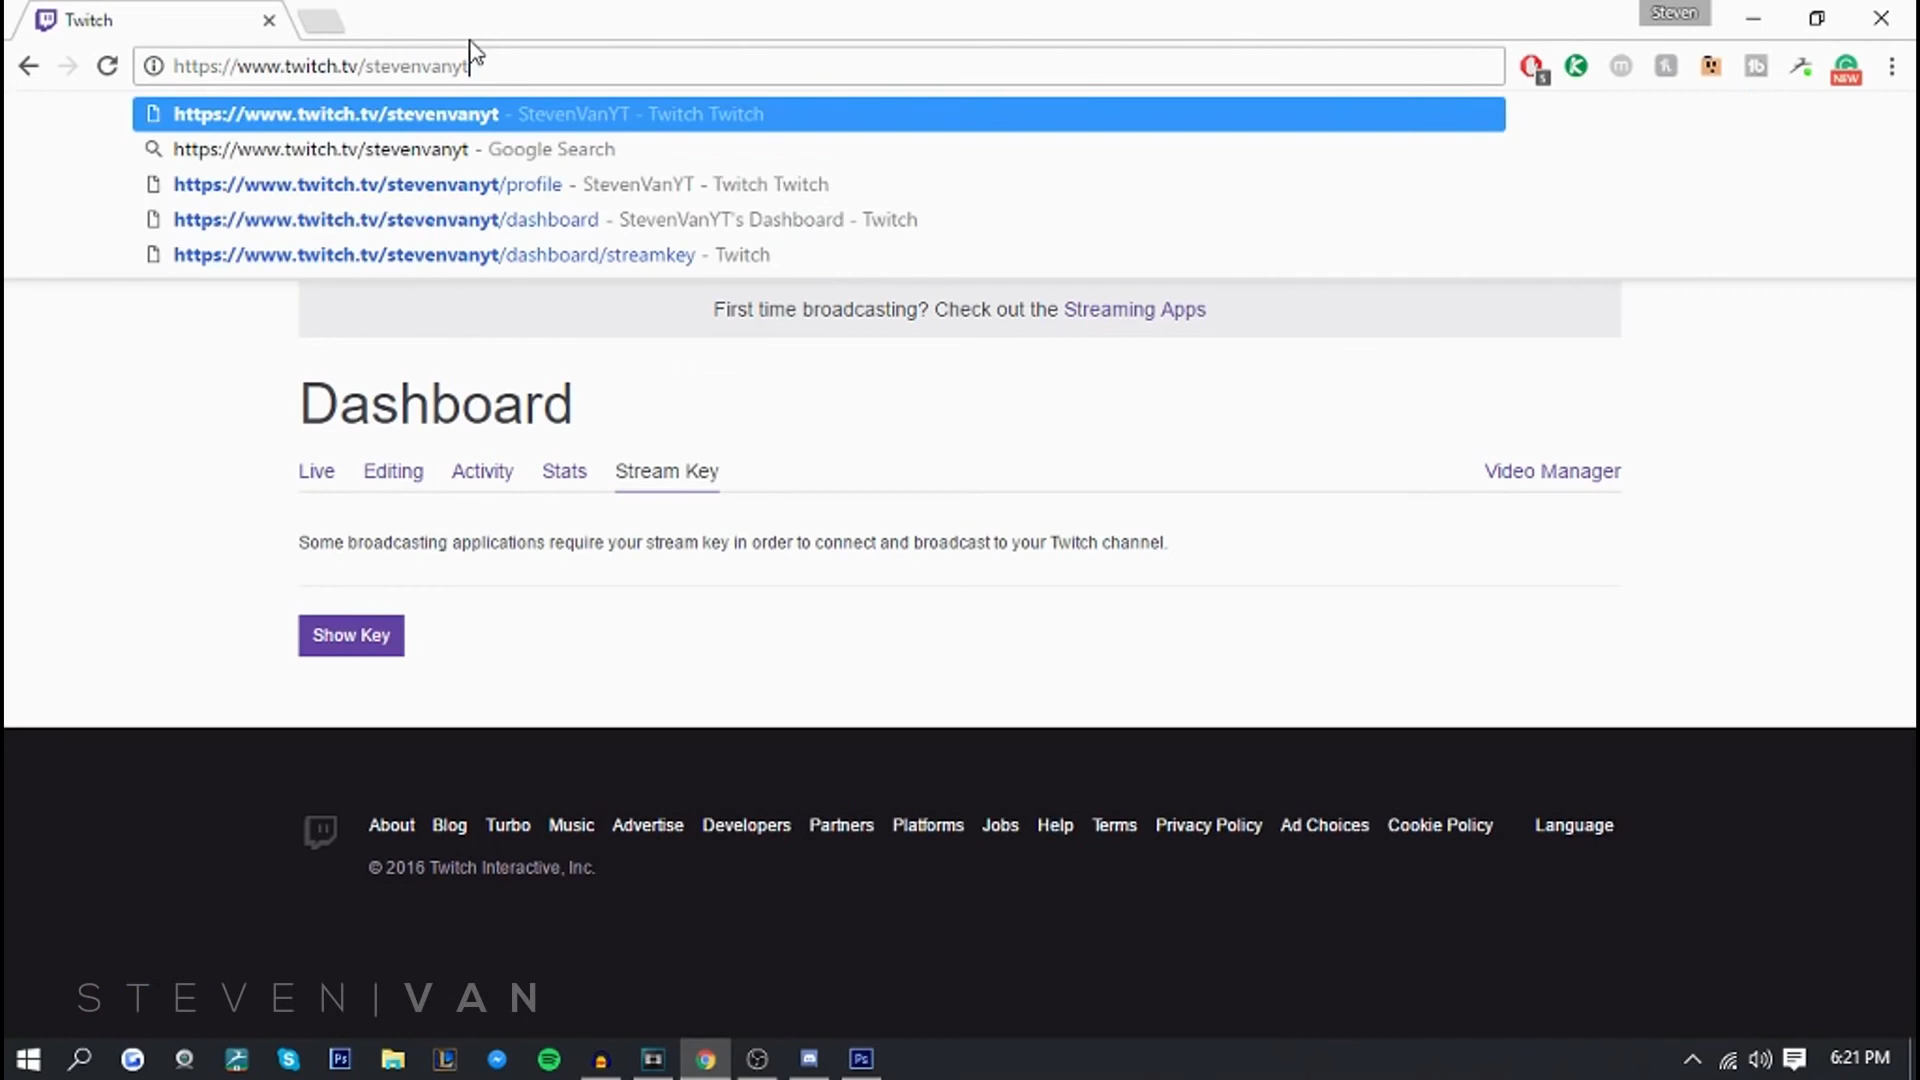 Twitch
Steven
https://www.twitch.tv/stevenvanyt
S
NEW
https://www.twitch.tv/stevenvanyt - StevenVanYT - Twitch Twitch
https://www.twitch.tv/stevenvanyt - Google Search
https://www.twitch.tv/stevenvanyt/profile - StevenVanYT - Twitch Twitch
https://www.twitch.tv/stevenvanyt/dashboard - StevenVanYT's Dashboard - Twitch
https://www.twitch.tv/stevenvanyt/dashboard/streamkey - Twitch
First time broadcasting? Check out the Streaming Apps
Dashboard
Live Editing Activity Stats Stream Key Video Manager
Some broadcasting applications require your stream key in order to connect and broadcast to your Twitch channel.
Show Key
About Blog Turbo Music Advertise Developers Partners Platforms Jobs Help Terms Privacy Policy Ad Choices Cookie Policy Language
© 2016 Twitch Interactive, Inc.
STEVEN|VAN
Ps L Ps
6:21 PM